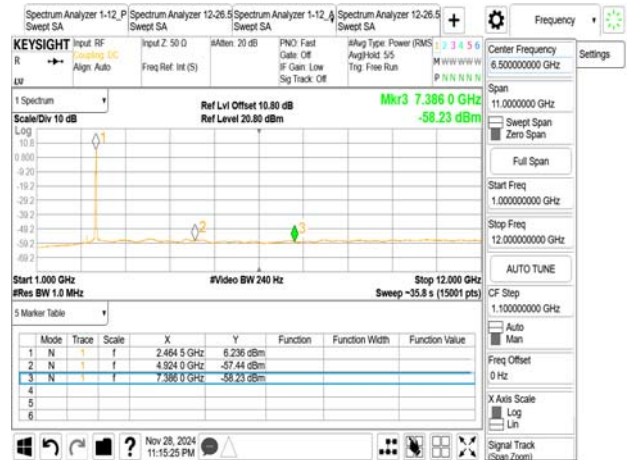 Spectrum Analyzer 1-12_P Spectrum Analyzer 12-26.5 Spectrum Analyzer 1-12_A Spectrum Analyzer 12-26.5
Swept SA Swept SA Swept SA Swept SA
+
Frequency
Settings
KEYSIGHT Input: RF Input Z: 50 Ω #Atten: 20 dB PNO: Fast #Avg Type: Power (RMS 1 2 3 4 5 6
R Coupling: DC Gate: Off Avg|Hold: 5/5 M W W W W W
Align: Auto Freq Ref: Int (S) IF Gain: Low Trig: Free Run
Sig Track: Off P N N N N N
1 Spectrum Ref Lvl Offset 10.80 dB Mkr3 7.386 0 GHz
Scale/Div 10 dB Ref Level 20.80 dBm -58.23 dBm
Log
10.8
0.800
-9.20
-19.2
-29.2
-39.2
-49.2
-59.2
-69.2
1
2
3
Start 1.000 GHz #Video BW 240 Hz Stop 12.000 GHz
#Res BW 1.0 MHz Sweep ~35.8 s (15001 pts)
5 Marker Table
Mode Trace Scale X Y Function Function Width Function Value
1 N 1 f 2.464 5 GHz 6.236 dBm
2 N 1 f 4.924 0 GHz -57.44 dBm
3 N 1 f 7.386 0 GHz -58.23 dBm
4
5
6
?
Nov 28, 2024
11:15:25 PM
Center Frequency
6.500000000 GHz
Span
11.0000000 GHz
Swept Span
Zero Span
Full Span
Start Freq
1.000000000 GHz
Stop Freq
12.000000000 GHz
AUTO TUNE
CF Step
1.100000000 GHz
Auto
Man
Freq Offset
0 Hz
X Axis Scale
Log
Lin
Signal Track
(Span Zoom)